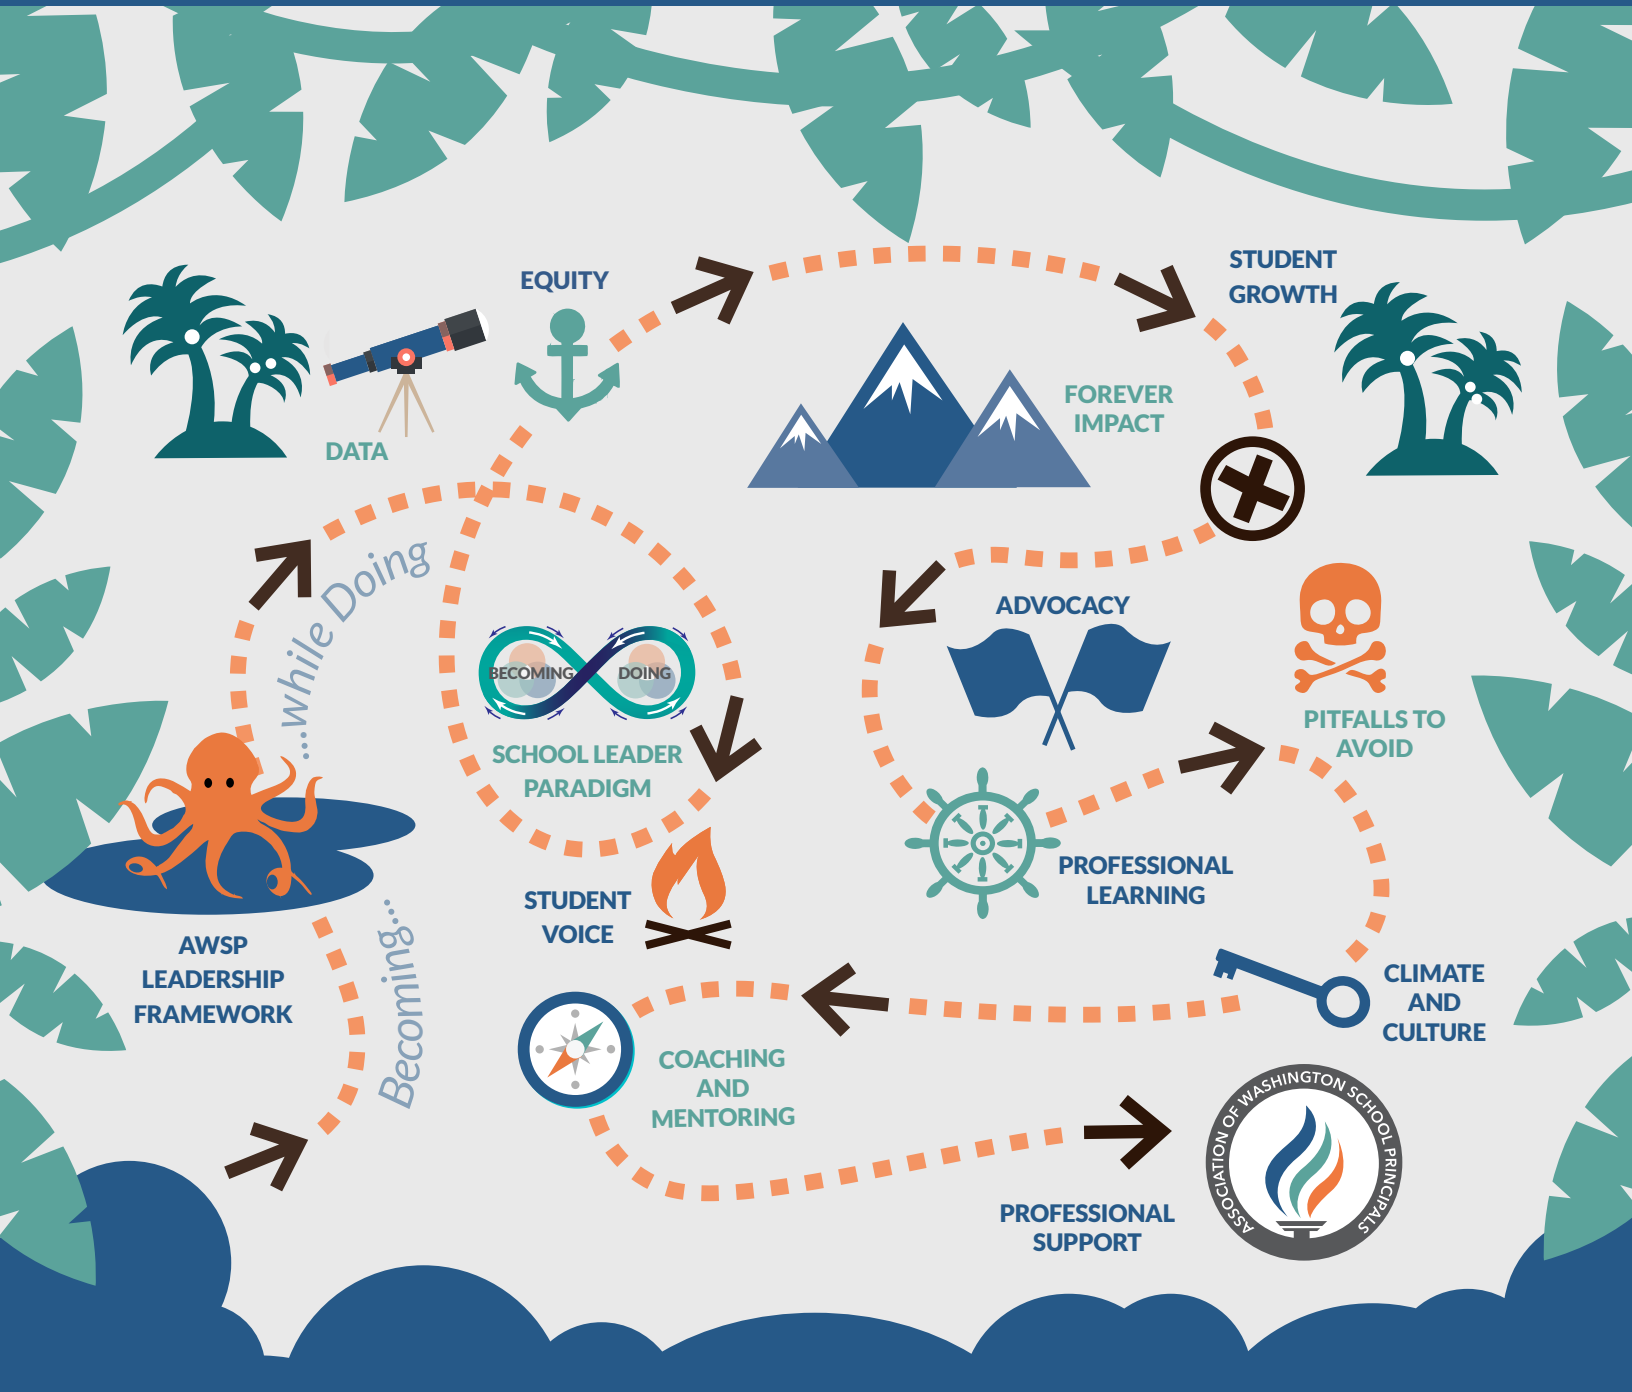 STUDENT
GROWTH
EQUITY
FOREVER
IMPACT
DATA
...while Doing
ADVOCACY
BECOMING
DOING
PITFALLS TO
AVOID
SCHOOL LEADER
PARADIGM
PROFESSIONAL
LEARNING
STUDENT
VOICE
AWSP
LEADERSHIP
FRAMEWORK
Becoming...
CLIMATE
AND
CULTURE
COACHING
AND
MENTORING
ASSOCIATION OF WASHINGTON SCHOOL PRINCIPALS
PROFESSIONAL
SUPPORT